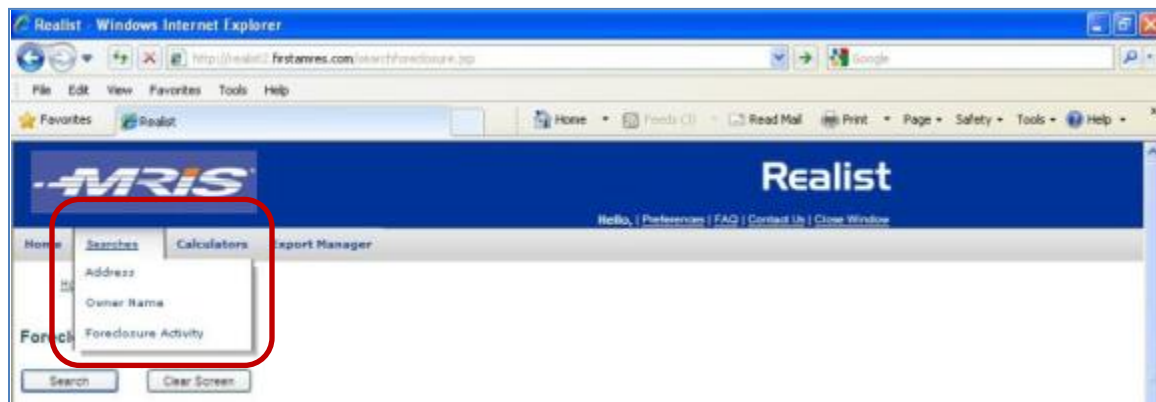 Realist - Windows Internet Explorer
http://realist2.firstamres.com/searchforeclosure.jsp
Google
File Edit View Favorites Tools Help
Favorites Realist Home Feeds (3) Read Mail Print Page Safety Tools Help
MRIS
Realist
Hello, | Preferences | FAQ | Contact Us | Close Window
Home Searches Calculators Export Manager
Address
Owner Name
Foreclosure Activity
Search Clear Screen